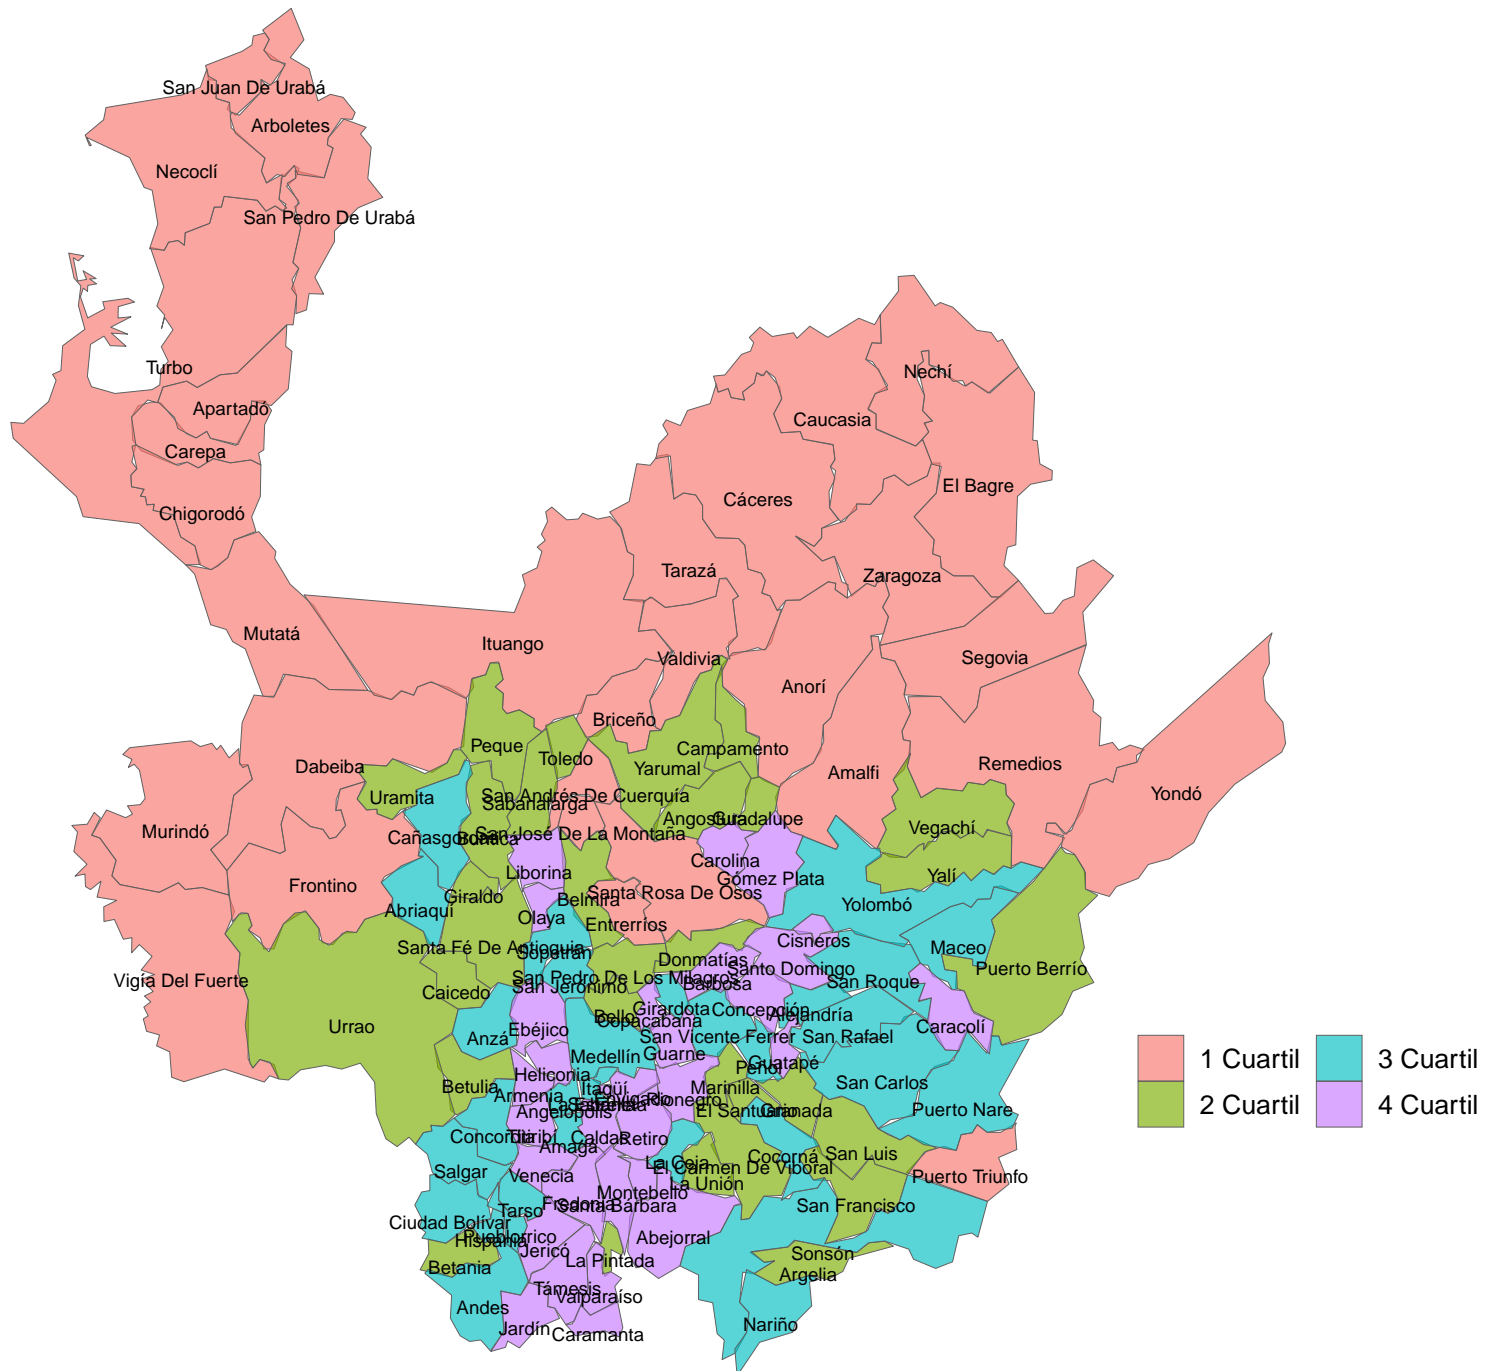 San Juan De Urabá
Arboletes
Necoclí
San Pedro De Urabá
Turbo
Apartadó
Carepa
Chigorodó
Mutatá
Nechí
Caucasia
El Bagre
Cáceres
Tarazá
Zaragoza
Ituango
Valdivia
Segovia
Anorí
Briceño
Peque
Toledo
Campamento
Yarumal
Dabeiba
Amalfi
Remedios
Yondó
Uramita
San Andrés De Cuerquía
Sabanalarga
Angostura
Guadalupe
Murindó
Cañasgordas
Buriticá
San José De La Montaña
Vegachí
Carolina
Liborina
Gómez Plata
Yalí
Frontino
Giraldo
Belmira
Santa Rosa De Osos
Abriaquí
Olaya
Entrerríos
Yolombó
Santa Fé De Antioquia
Sopetrán
Cisneros
Maceo
Donmatías
Santo Domingo
Puerto Berrío
Vigía Del Fuerte
San Pedro De Los Milagros
San Jerónimo
Barbosa
San Roque
Caicedo
Girardota
Concepción
Alejandría
Bello
Copacabana
Urrao
Anzá
Ebéjico
San Vicente Ferrer
San Rafael
Caracolí
Medellín
Guarne
Guatapé
Peñol
Heliconia
Betulia
Armenia
Itagüí
Marinilla
San Carlos
La Estrella
Sabaneta
Envigado
Rionegro
Angelópolis
El Santuario
Granada
Puerto Nare
Concordia
Titiribí
Amagá
Caldas
Retiro
La Ceja
El Carmen De Viboral
Cocorná
San Luis
Salgar
Venecia
La Unión
Puerto Triunfo
Montebello
Fredonia
Santa Bárbara
San Francisco
Tarso
Ciudad Bolívar
Pueblorrico
Hispania
Jericó
Abejorral
La Pintada
Sonsón
Betania
Argelia
Támesis
Valparaíso
Andes
Jardín
Caramanta
Nariño
1 Cuartil
2 Cuartil
3 Cuartil
4 Cuartil